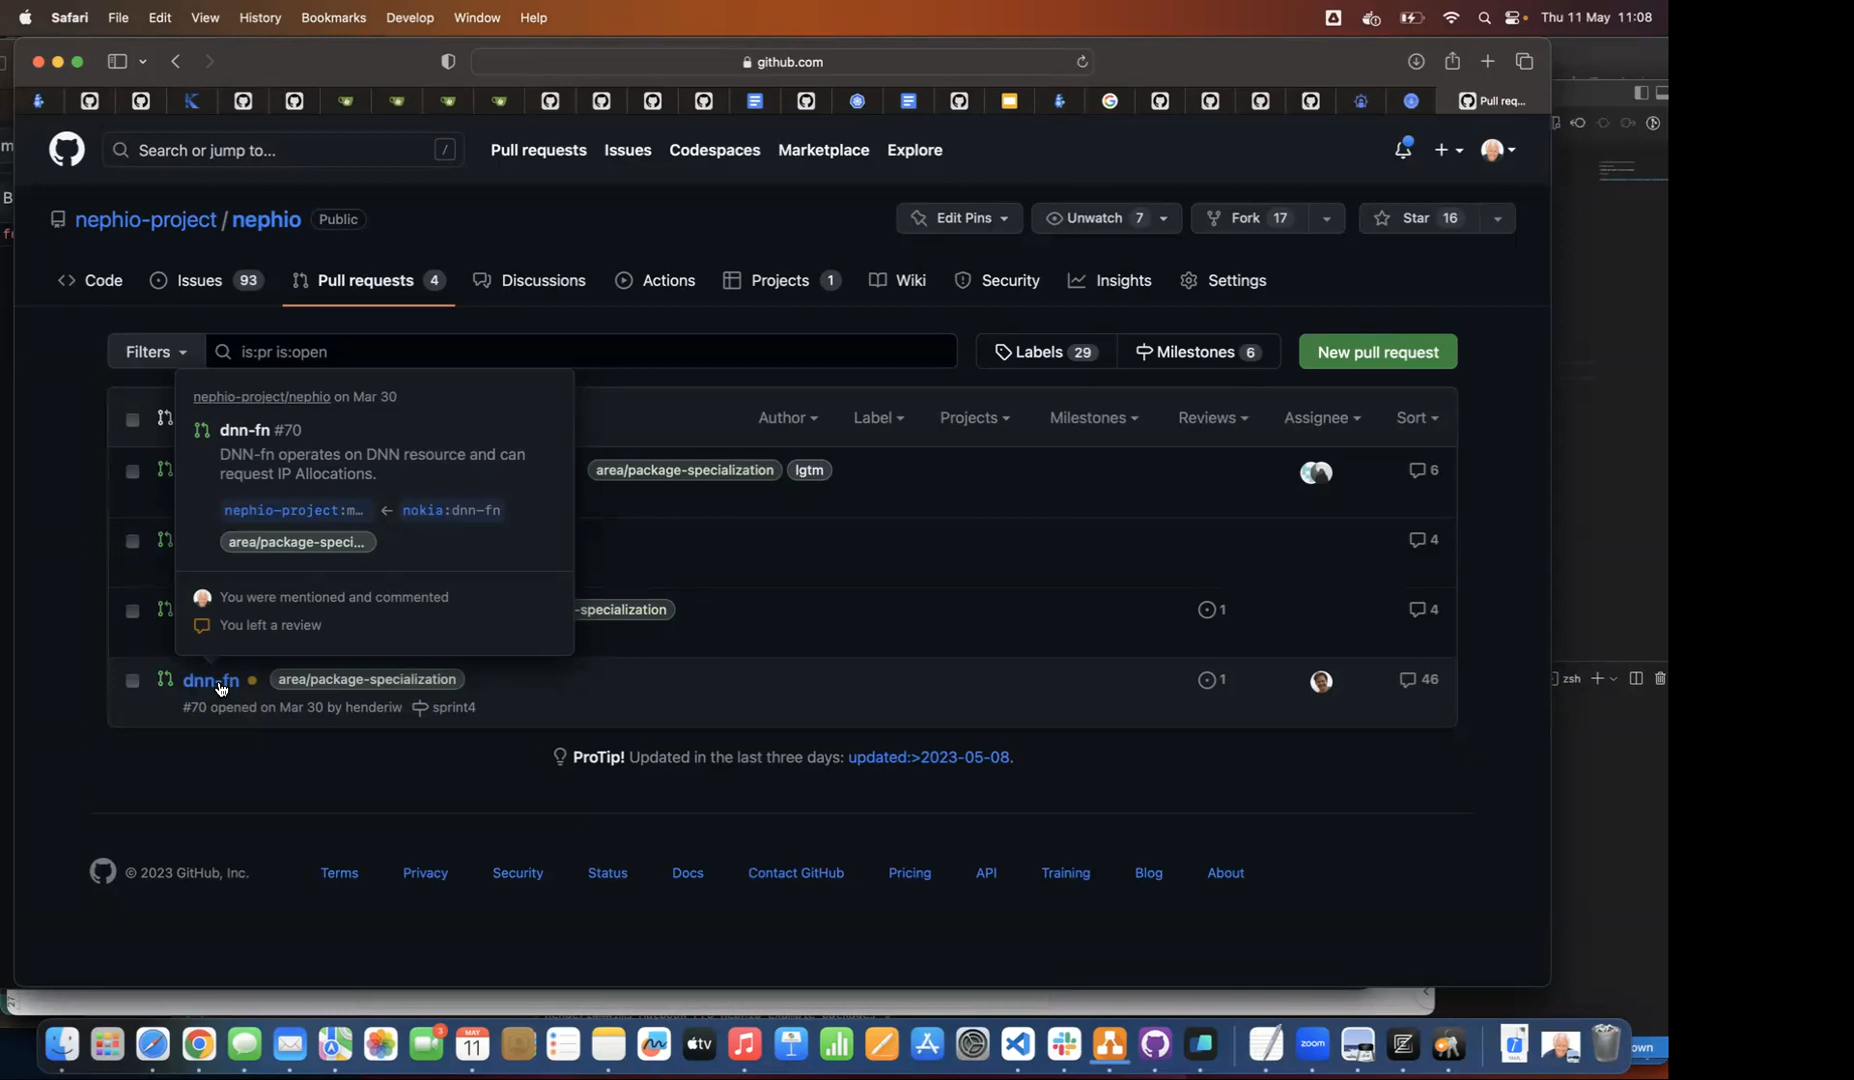 Safari File Edit View History Bookmarks Develop Window Help Thu 11 May 11:08
github.com
Pull req...
Search or jump to... / Pull requests Issues Codespaces Marketplace Explore
nephio-project / nephio Public Edit Pins Unwatch 7 Fork 17 Star 16
Code Issues 93 Pull requests 4 Discussions Actions Projects 1 Wiki Security Insights Settings
Filters is:pr is:open Labels 29 Milestones 6 New pull request
nephio-project/nephio on Mar 30
Author Label Projects Milestones Reviews Assignee Sort
dnn-fn #70
DNN-fn operates on DNN resource and can
request IP Allocations.
area/package-specialization lgtm 6
nephio-project:m… ← nokia:dnn-fn
area/package-speci... 4
You were mentioned and commented
-specialization 1 4
You left a review
dnn-fn area/package-specialization 1 46
#70 opened on Mar 30 by henderiw sprint4
ProTip! Updated in the last three days: updated:>2023-05-08.
© 2023 GitHub, Inc. Terms Privacy Security Status Docs Contact GitHub Pricing API Training Blog About
zsh
3
MAY
11
tv
zoom
own